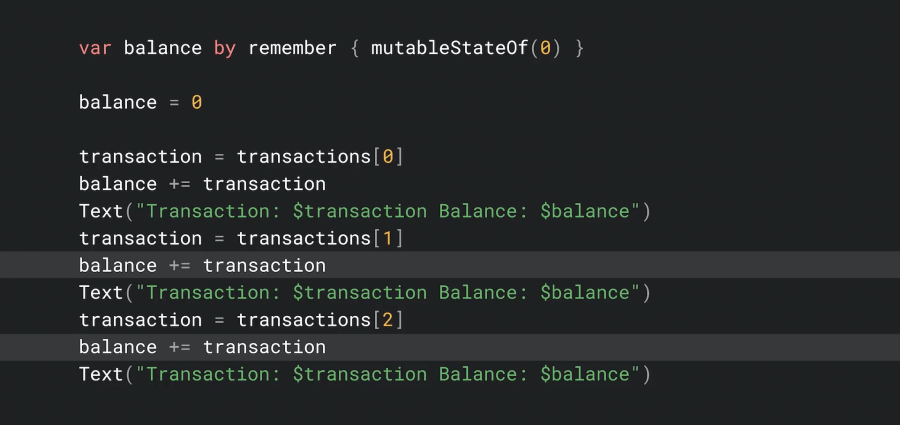 var balance by remember { mutableStateOf(0) }
balance = 0
transaction = transactions[0]
balance += transaction
Text("Transaction: $transaction Balance: $balance")
transaction = transactions[1]
balance += transaction
Text("Transaction: $transaction Balance: $balance")
transaction = transactions[2]
balance += transaction
Text("Transaction: $transaction Balance: $balance")